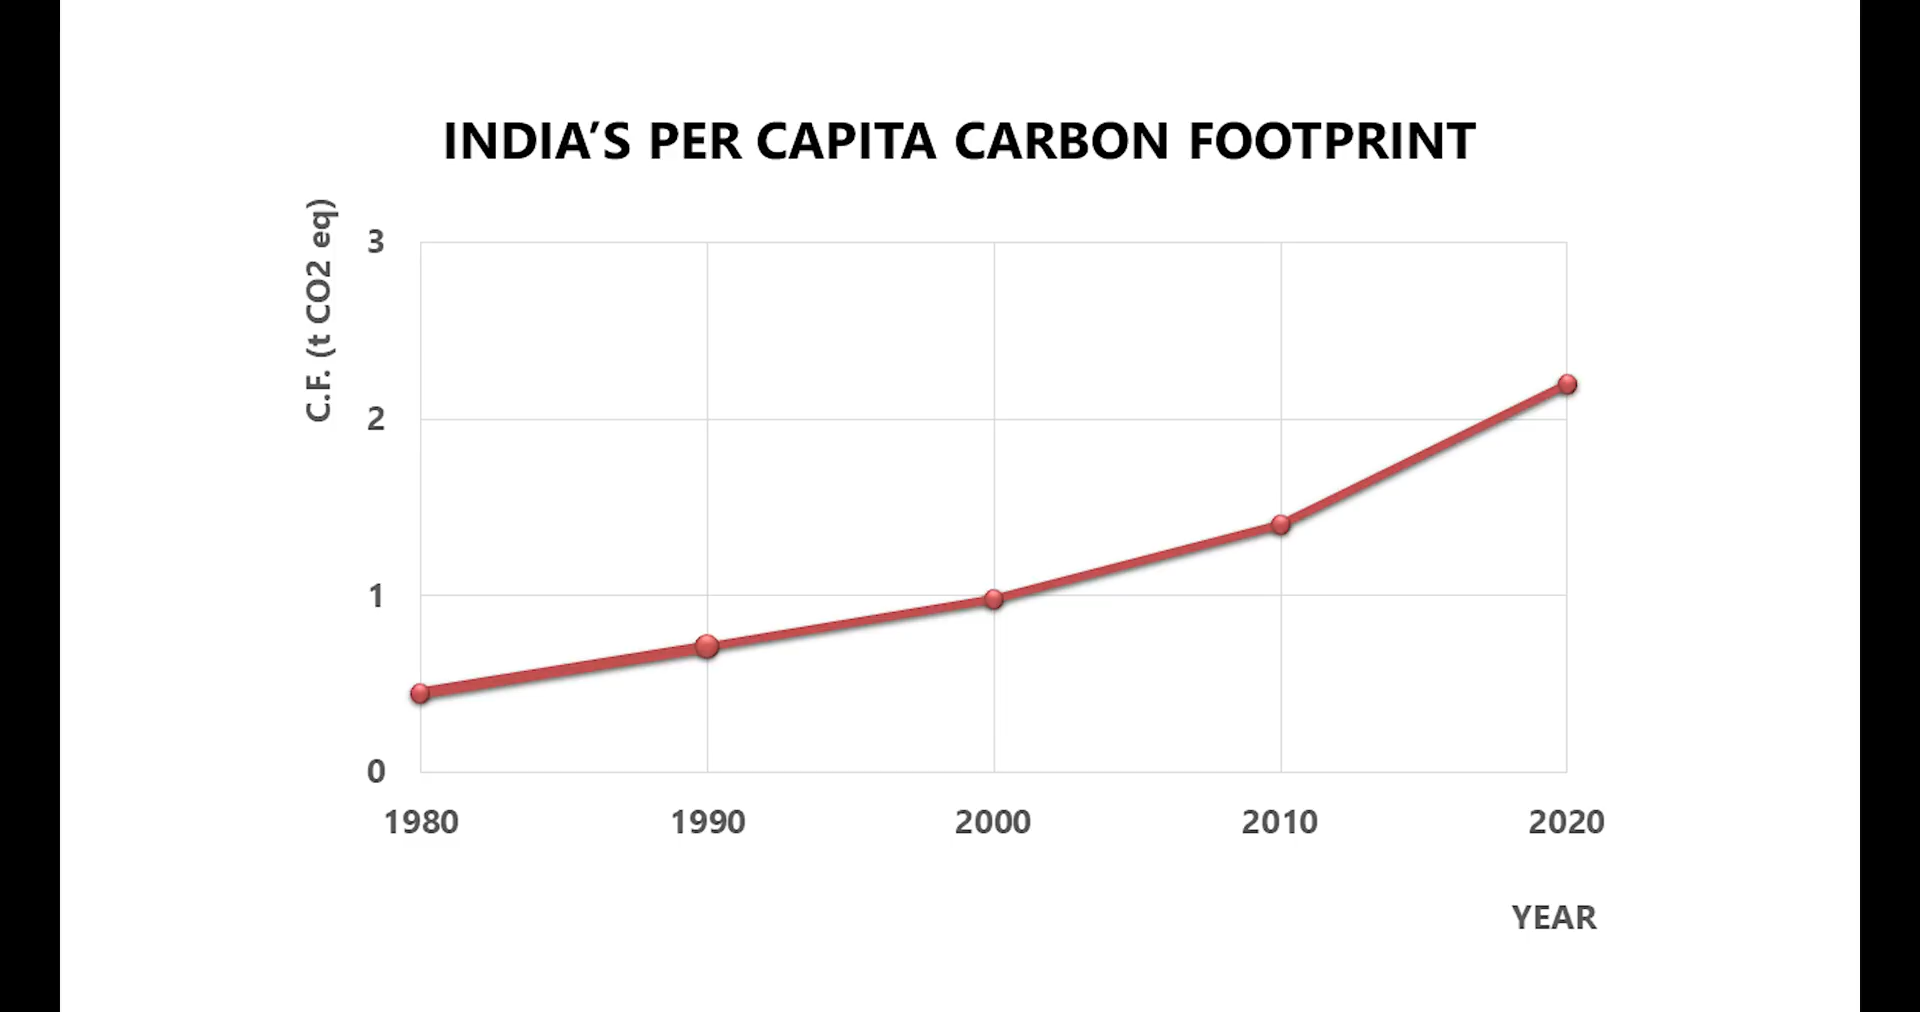 INDIA’S PER CAPITA CARBON FOOTPRINT
C.F. (t CO2 eq)
3
2
1
0
1980 1990 2000 2010 2020
YEAR